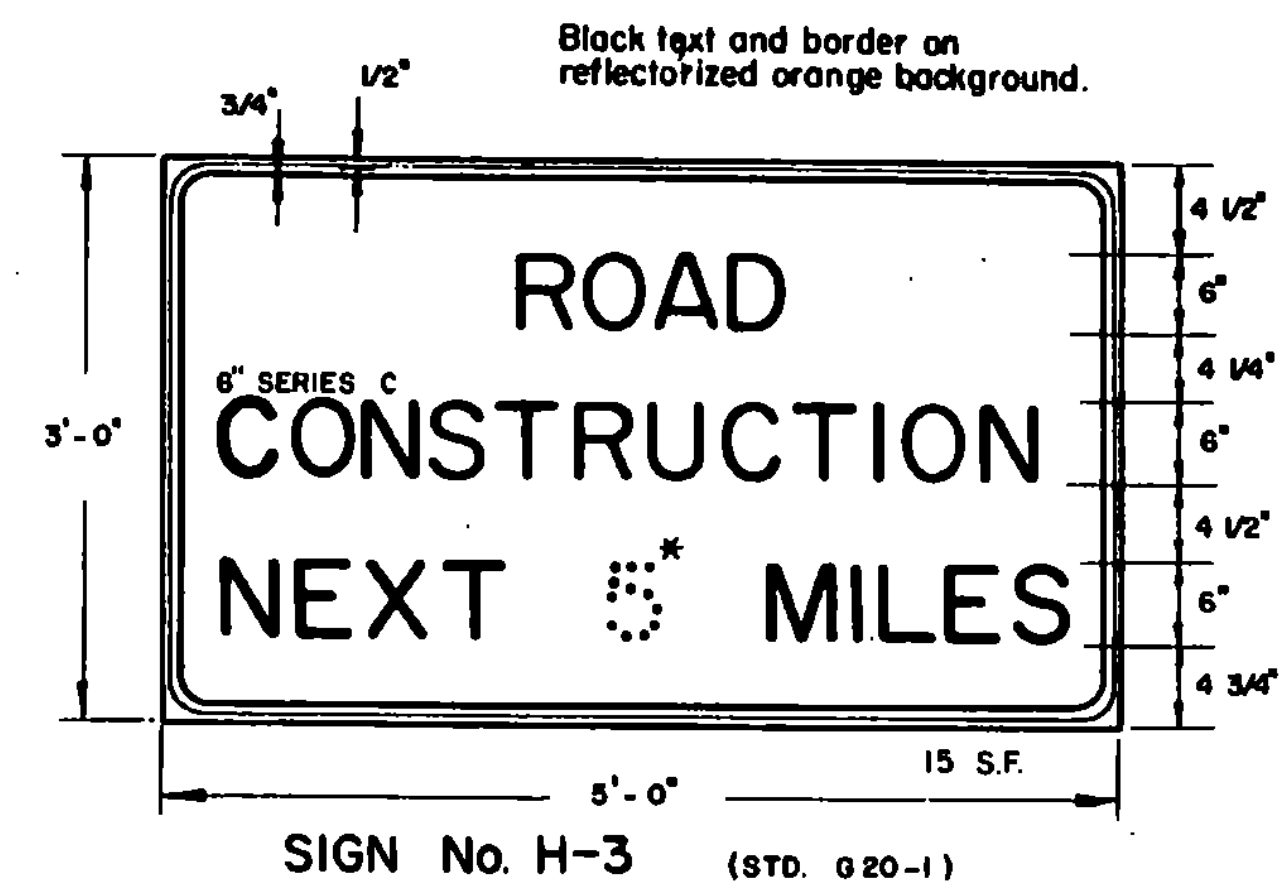 Black text and border on
reflectorized orange background.
1/2"
3/4"
4 1/2"
ROAD
6"
4 1/4"
6" SERIES C
CONSTRUCTION
3'-0"
6"
4 1/2"
NEXT 5* MILES
6"
4 3/4"
15 S.F.
5'-0"
SIGN No. H-3 (STD. G20-1)